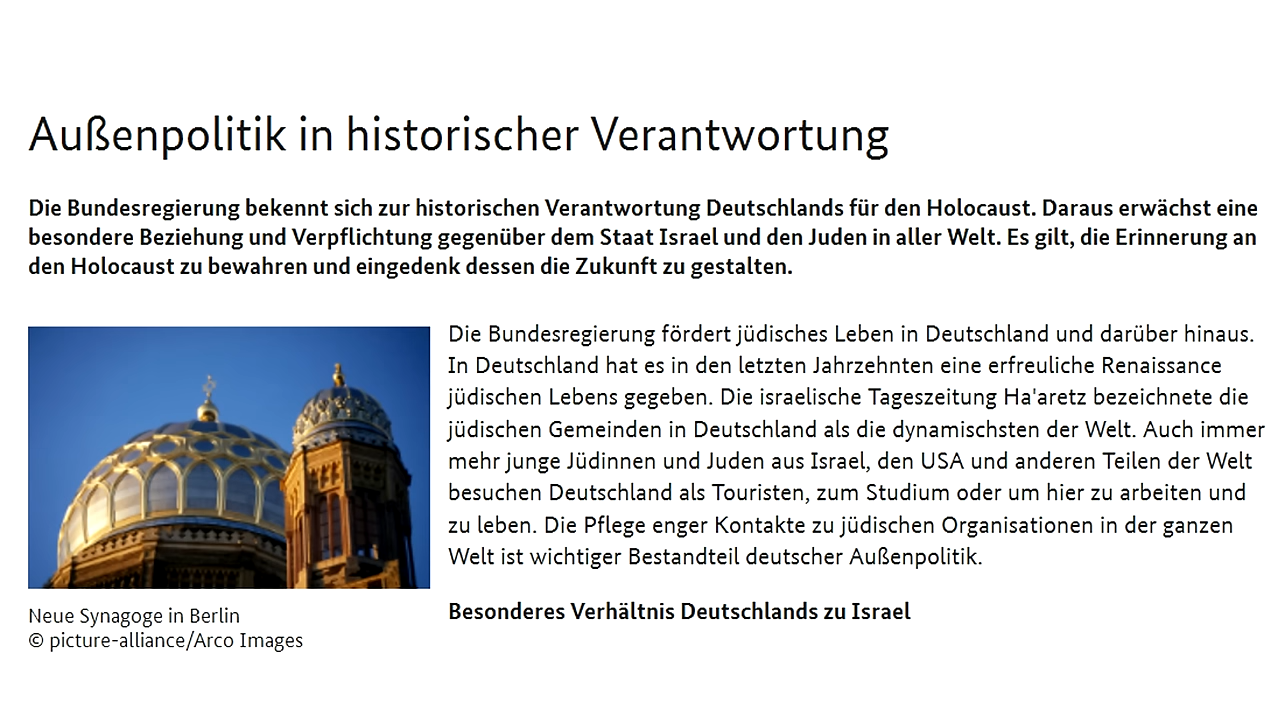 Außenpolitik in historischer Verantwortung
Die Bundesregierung bekennt sich zur historischen Verantwortung Deutschlands für den Holocaust. Daraus erwächst eine
besondere Beziehung und Verpflichtung gegenüber dem Staat Israel und den Juden in aller Welt. Es gilt, die Erinnerung an
den Holocaust zu bewahren und eingedenk dessen die Zukunft zu gestalten.
Die Bundesregierung fördert jüdisches Leben in Deutschland und darüber hinaus.
In Deutschland hat es in den letzten Jahrzehnten eine erfreuliche Renaissance
jüdischen Lebens gegeben. Die israelische Tageszeitung Ha'aretz bezeichnete die
jüdischen Gemeinden in Deutschland als die dynamischsten der Welt. Auch immer
mehr junge Jüdinnen und Juden aus Israel, den USA und anderen Teilen der Welt
besuchen Deutschland als Touristen, zum Studium oder um hier zu arbeiten und
zu leben. Die Pflege enger Kontakte zu jüdischen Organisationen in der ganzen
Welt ist wichtiger Bestandteil deutscher Außenpolitik.
Besonderes Verhältnis Deutschlands zu Israel
Neue Synagoge in Berlin
© picture-alliance/Arco Images